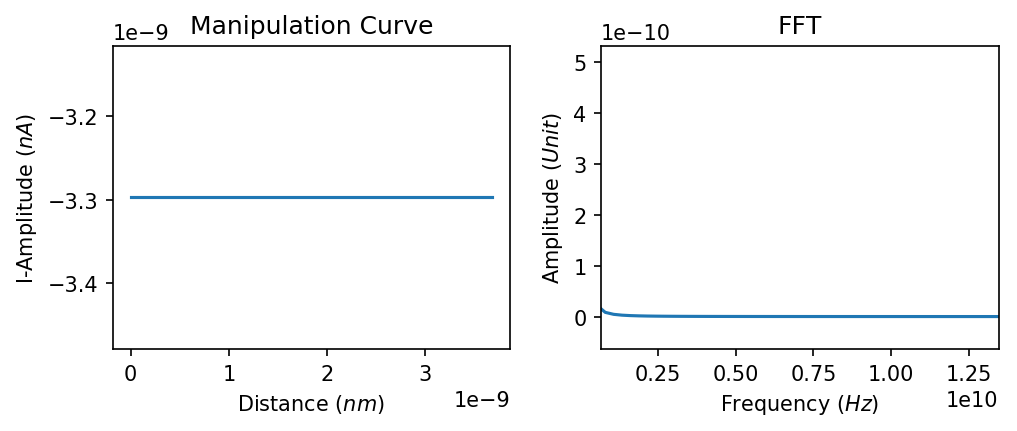 Manipulation Curve
1e−9
−3.2
−3.3
−3.4
I-Amplitude (nA)
0 1 2 3
1e−9
Distance (nm)
FFT
1e−10
5
4
3
2
1
0
Amplitude (Unit)
0.25 0.50 0.75 1.00 1.25
1e10
Frequency (Hz)